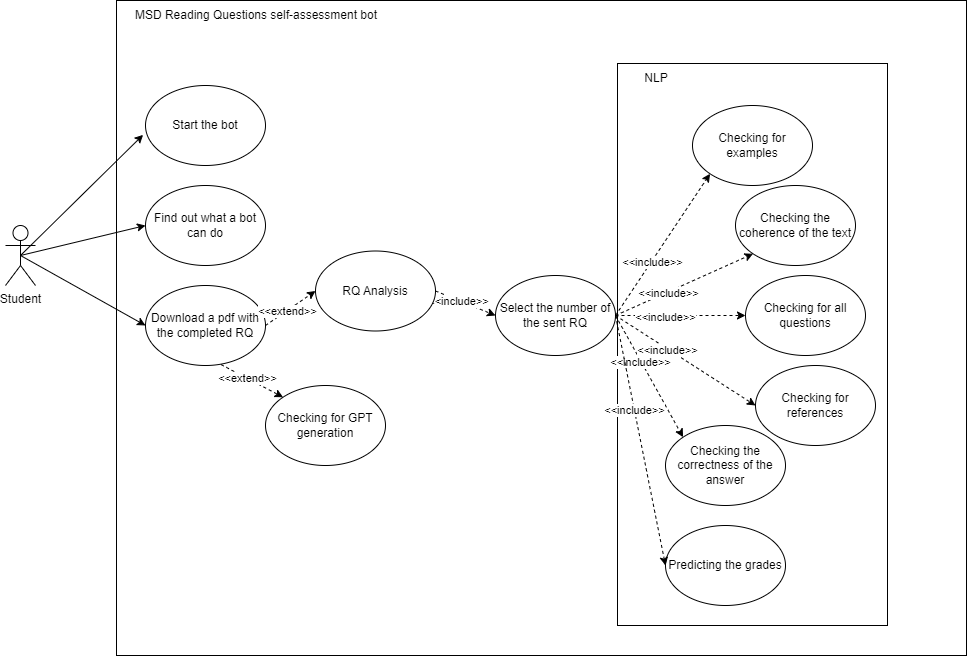 MSD Reading Questions self-assessment bot
NLP
Start the bot
Checking for
examples
Find out what a bot
can do
Checking the
coherence of the text
Student
<<include>>
<<include>>
RQ Analysis
<<include>>
<<extend>>
Download a pdf with
the completed RQ
Select the number of
the sent RQ
<<include>>
Checking for all
questions
<<include>>
<<include>>
<<extend>>
Checking for GPT
generation
<<include>>
Checking for
references
Checking the
correctness of the
answer
Predicting the grades